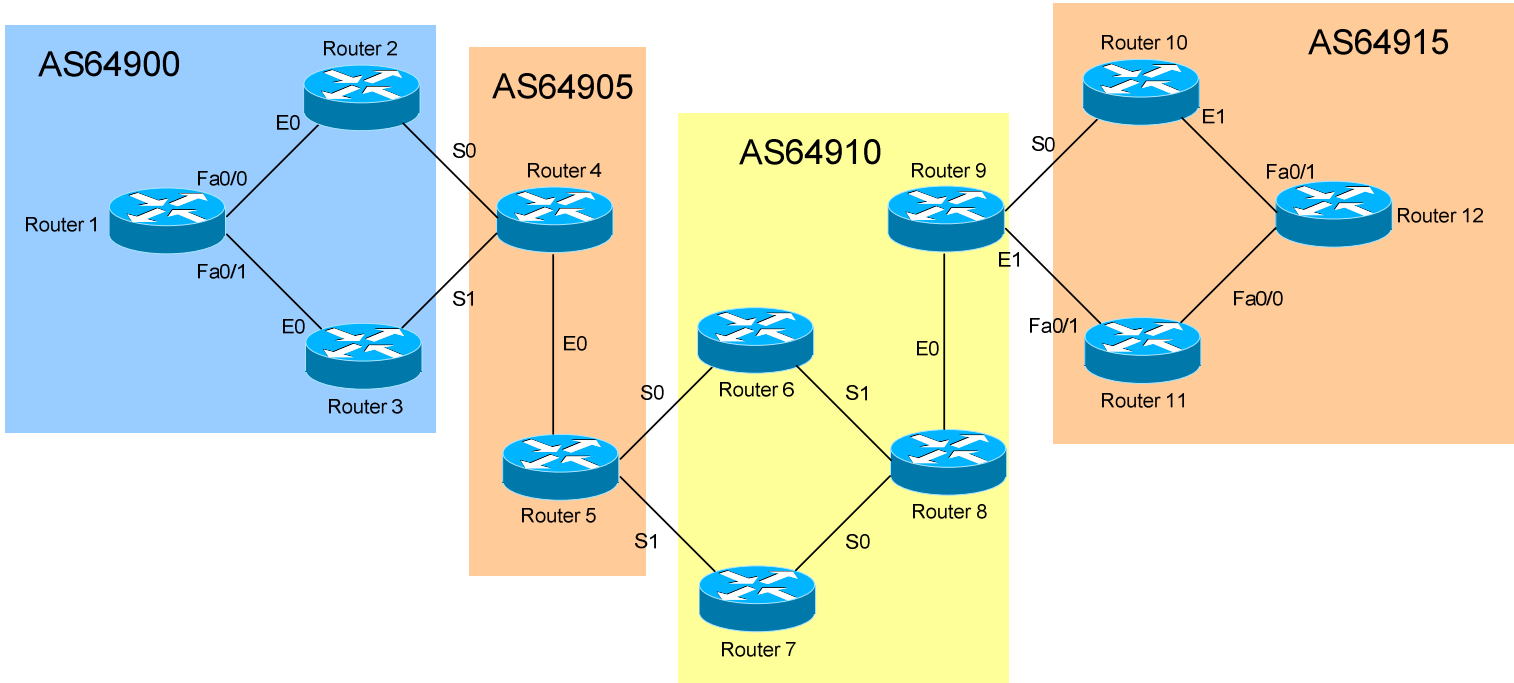 AS64900
Router 2
E0
Fa0/0
Router 1
Fa0/1
E0
Router 3
S0
S1
AS64905
Router 4
E0
Router 5
S0
S1
AS64910
Router 9
Router 6
S1
E0
Router 8
S0
Router 7
E1
S0
Fa0/1
AS64915
Router 10
E1
Fa0/1
Router 12
Fa0/0
Router 11